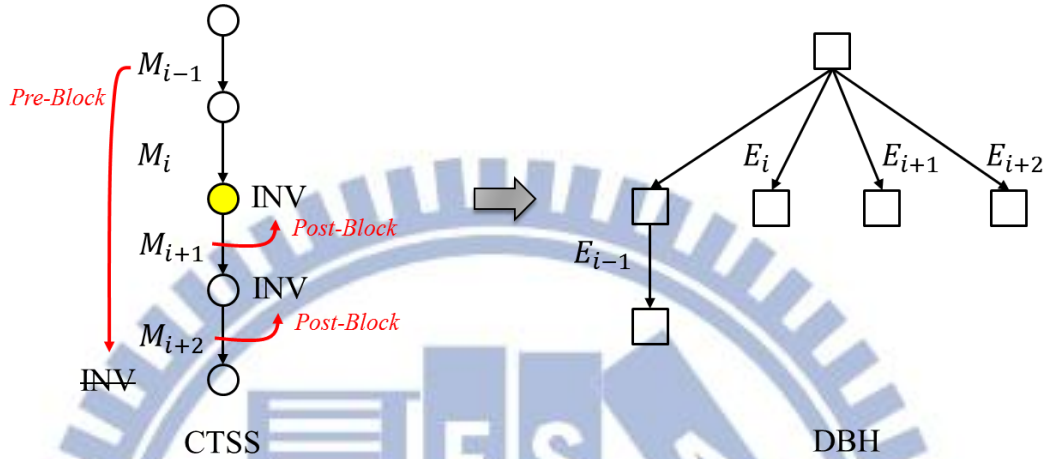 M_{i-1}
Pre-Block
M_i
INV
Post-Block
M_{i+1}
INV
Post-Block
M_{i+2}
INV
CTSS
E_i
E_{i+1}
E_{i+2}
E_{i-1}
DBH
E S A